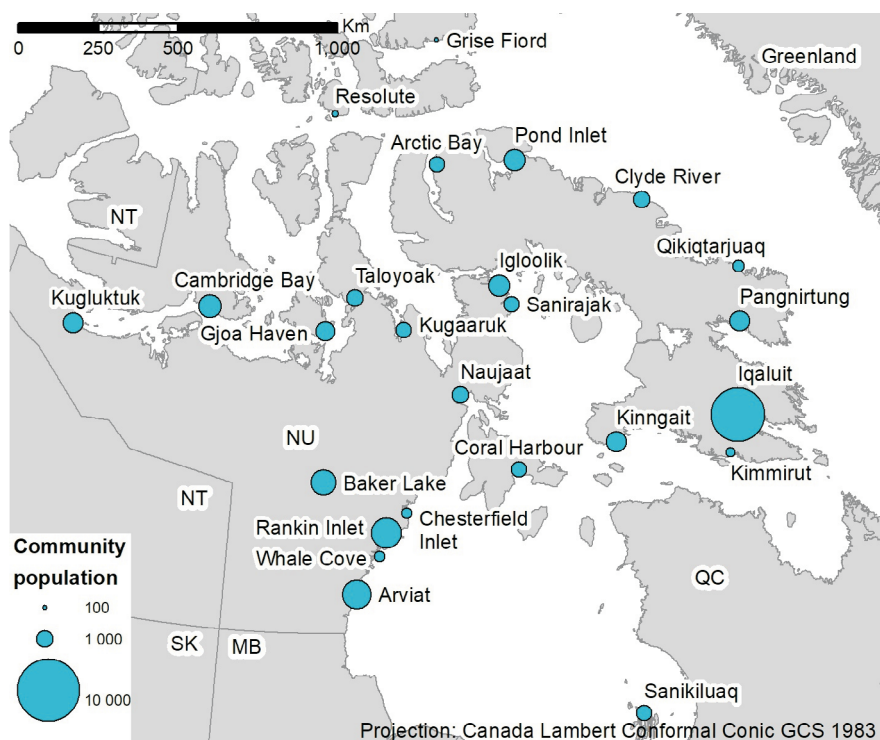 Km
0 250 500 1 000
Grise Fiord
Greenland
Resolute
Arctic Bay
Pond Inlet
Clyde River
NT
Qikiqtarjuaq
Igloolik
Cambridge Bay
Taloyoak
Kugluktuk
Sanirajak
Pangnirtung
Gjoa Haven
Kugaaruk
Naujaat
Iqaluit
Kinngait
NU
Coral Harbour
Kimmirut
Baker Lake
NT
Rankin Inlet
Chesterfield
Inlet
Whale Cove
Community
population
QC
Arviat
100
1 000
SK
MB
10 000
Sanikiluaq
Projection: Canada Lambert Conformal Conic GCS 1983